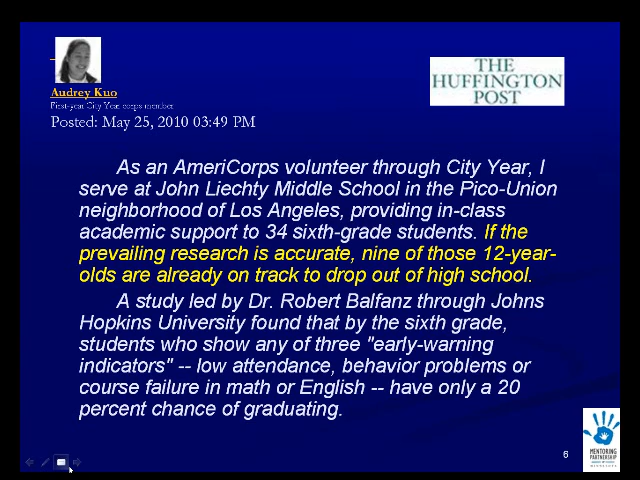 Audrey Kuo
First-year City Year corps member
Posted: May 25, 2010 03:49 PM
THE
HUFFINGTON
POST
As an AmeriCorps volunteer through City Year, I
serve at John Liechty Middle School in the Pico-Union
neighborhood of Los Angeles, providing in-class
academic support to 34 sixth-grade students. If the
prevailing research is accurate, nine of those 12-year-
olds are already on track to drop out of high school.
A study led by Dr. Robert Balfanz through Johns
Hopkins University found that by the sixth grade,
students who show any of three "early-warning
indicators" -- low attendance, behavior problems or
course failure in math or English -- have only a 20
percent chance of graduating.
6
MENTORING
PARTNERSHIP